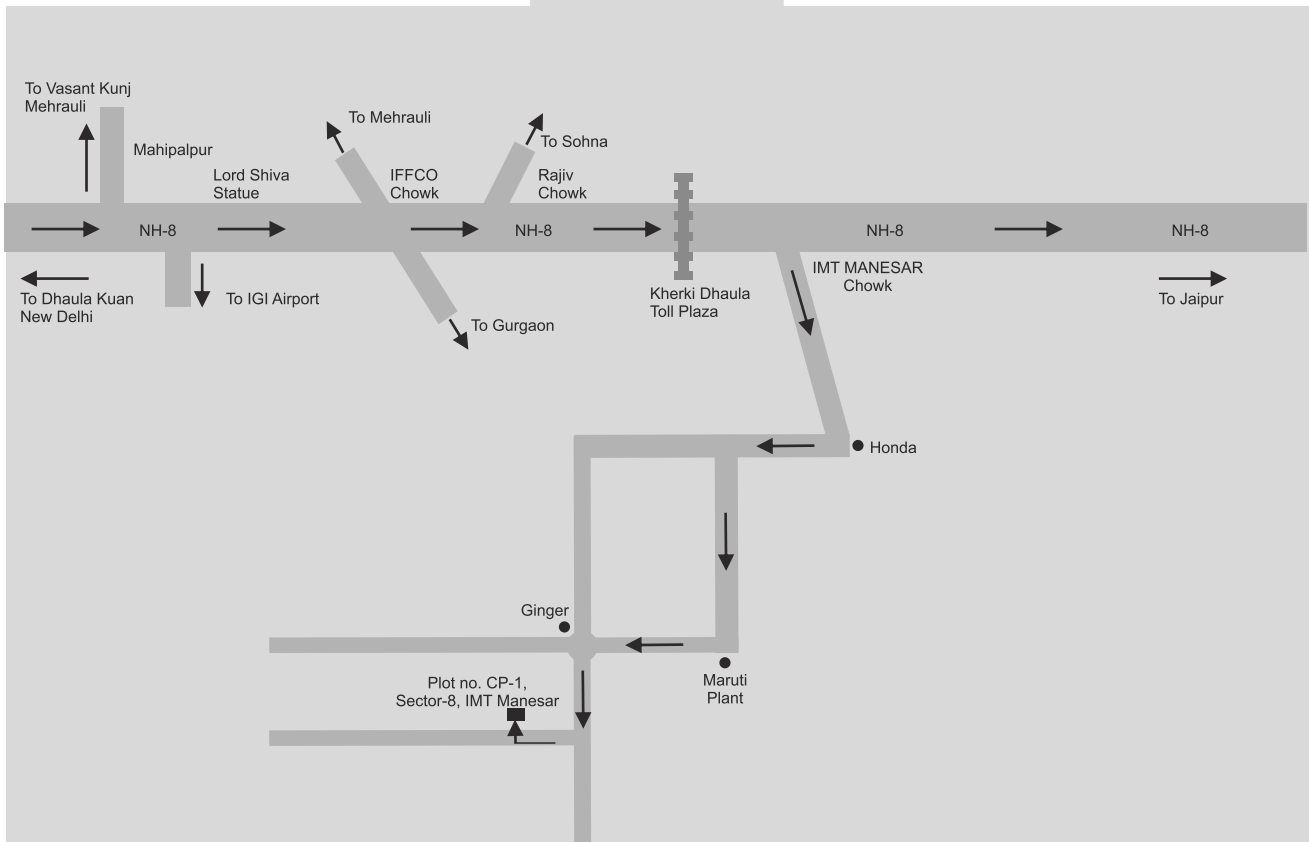 To Vasant Kunj
Mehrauli
Mahipalpur
Lord Shiva
Statue
To Mehrauli
IFFCO
Chowk
To Sohna
Rajiv
Chowk
NH-8
NH-8
NH-8
NH-8
To Dhaula Kuan
New Delhi
To IGI Airport
To Gurgaon
Kherki Dhaula
Toll Plaza
IMT MANESAR
Chowk
To Jaipur
Honda
Ginger
Maruti
Plant
Plot no. CP-1,
Sector-8, IMT Manesar